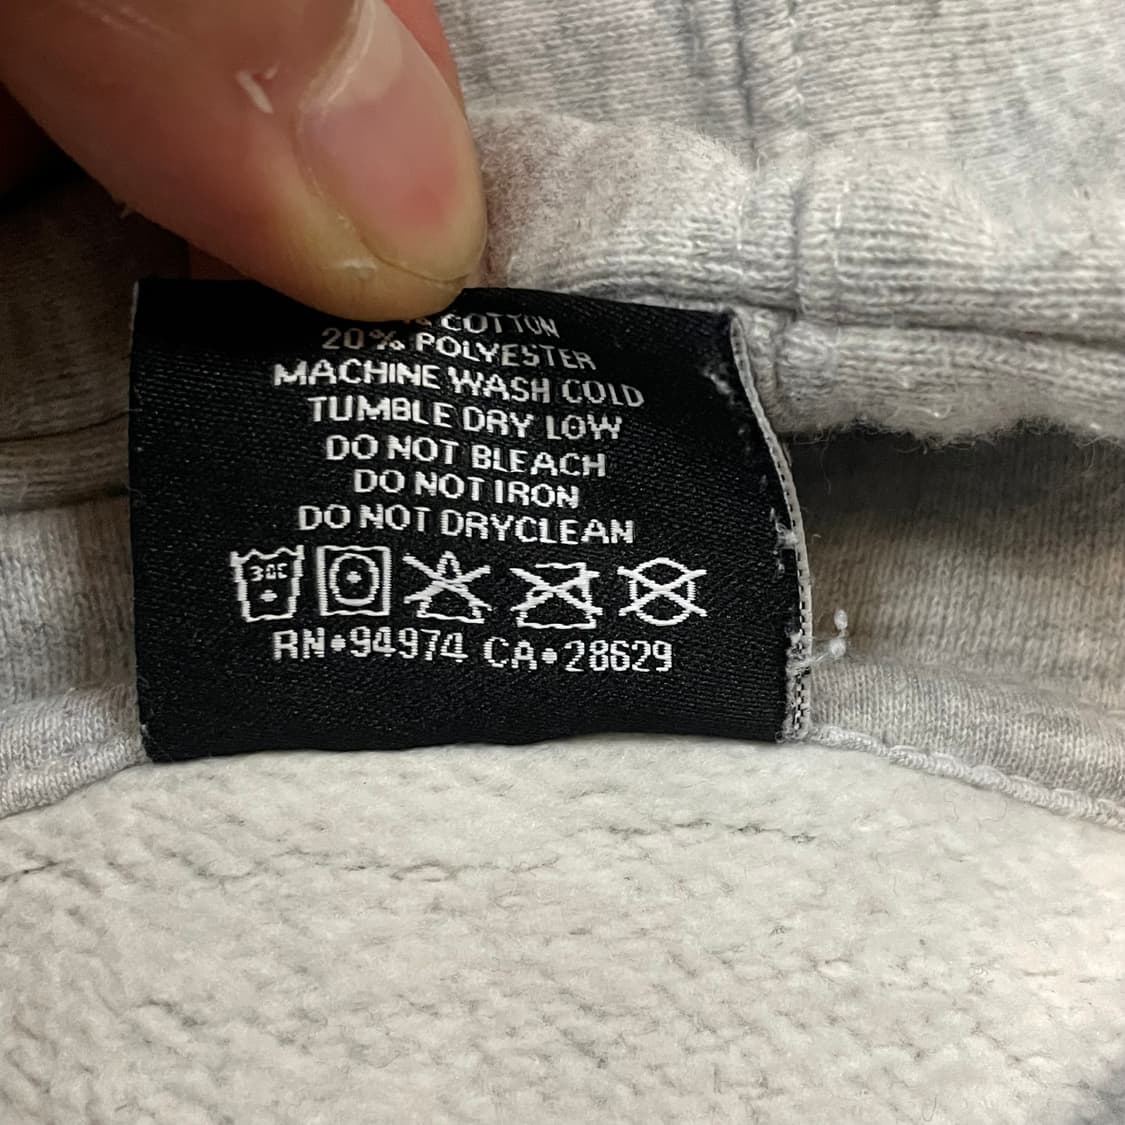 % COTTON
20% POLYESTER
MACHINE WASH COLD
TUMBLE DRY LOW
DO NOT BLEACH
DO NOT IRON
DO NOT DRYCLEAN
30C
RN•94974 CA•28629